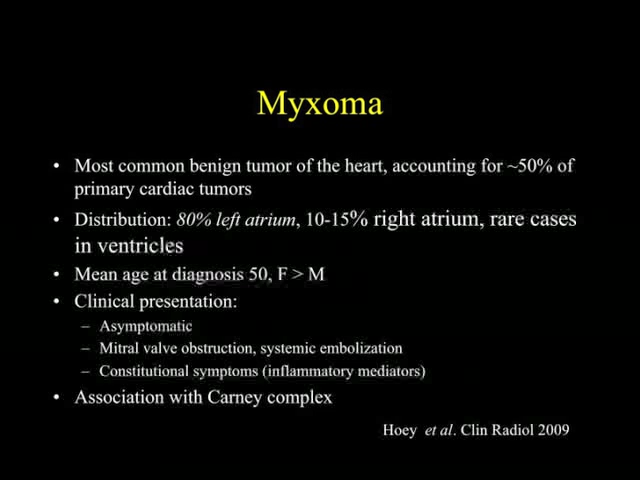 Myxoma
• Most common benign tumor of the heart, accounting for ~50% of
primary cardiac tumors
• Distribution: 80% left atrium, 10-15% right atrium, rare cases
in ventricles
• Mean age at diagnosis 50, F > M
• Clinical presentation:
– Asymptomatic
– Mitral valve obstruction, systemic embolization
– Constitutional symptoms (inflammatory mediators)
• Association with Carney complex
Hoey et al. Clin Radiol 2009